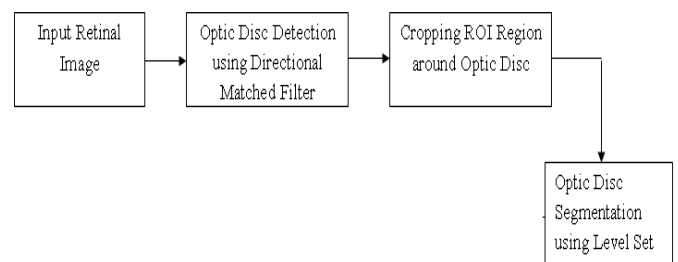 Input Retinal
Image
Optic Disc Detection
using Directional
Matched Filter
Cropping ROI Region
around Optic Disc
Optic Disc
Segmentation
using Level Set